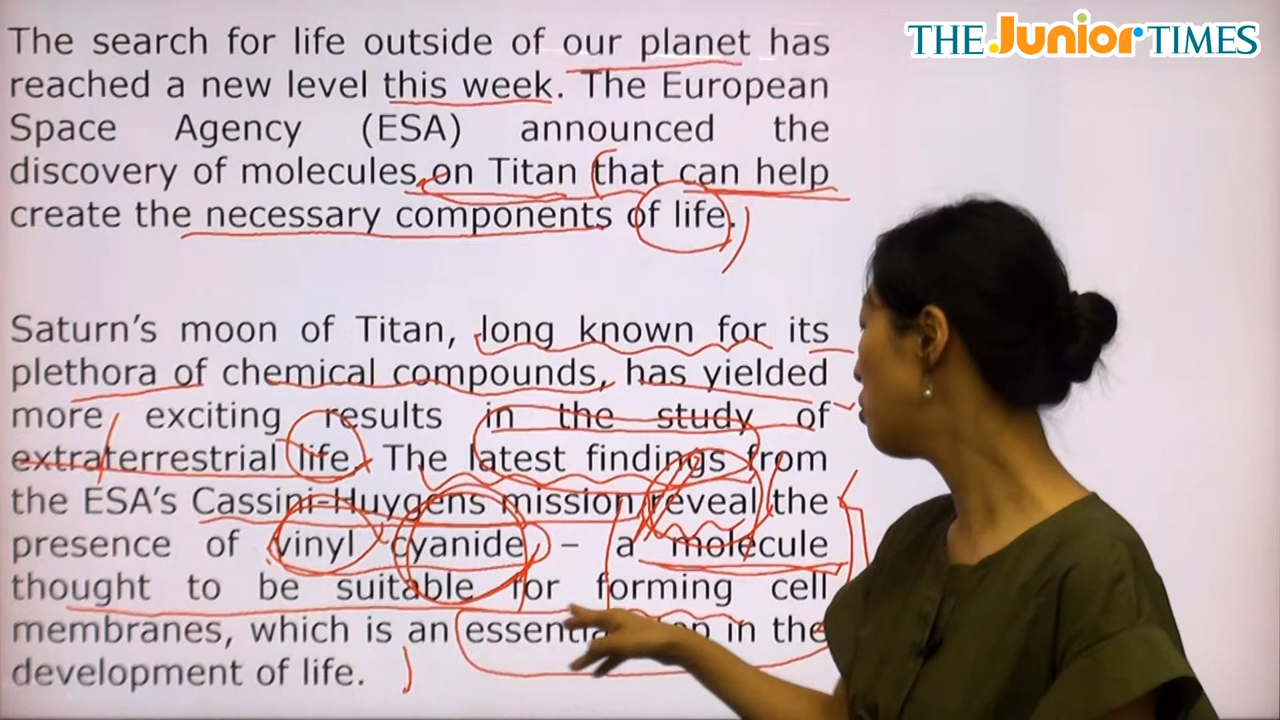 THE Junior TIMES
The search for life outside of our planet has
reached a new level this week. The European
Space Agency (ESA) announced the
discovery of molecules on Titan that can help
create the necessary components of life.
Saturn's moon of Titan, long known for its
plethora of chemical compounds, has yielded
more exciting results in the study of
extraterrestrial life. The latest findings from
the ESA's Cassini-Huygens mission reveal the
presence of vinyl cyanide – a molecule
thought to be suitable for forming cell
membranes, which is an in the
development of life.